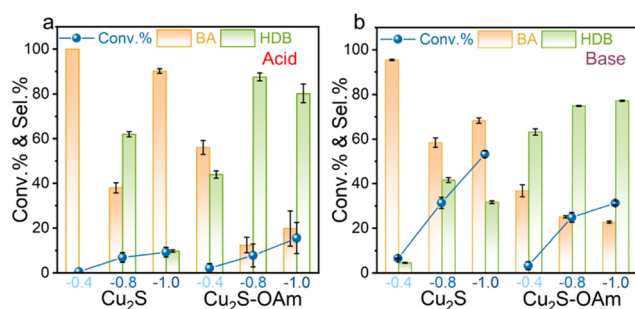 a
Conv.% BA HDB
Acid
Conv.% & Sel.%
100
80
60
40
20
0
-0.4 -0.8 -1.0 -0.4 -0.8 -1.0
Cu₂S Cu₂S-OAm
b
Conv.% BA HDB
Base
Conv.% & Sel.%
100
80
60
40
20
0
-0.4 -0.8 -1.0 -0.4 -0.8 -1.0
Cu₂S Cu₂S-OAm